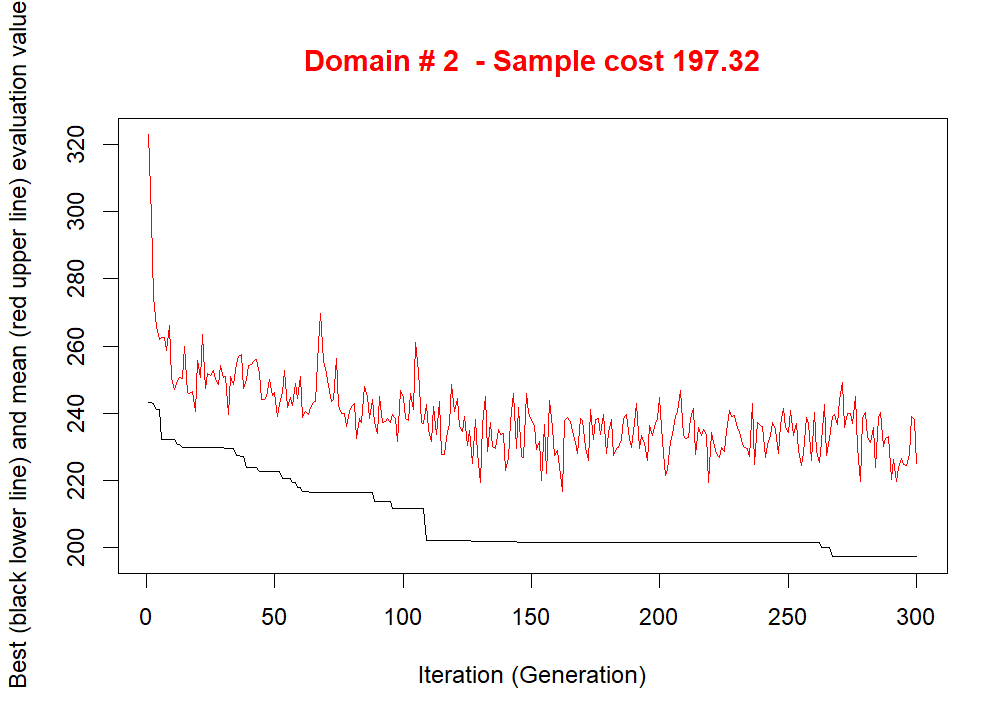 Domain # 2  - Sample cost 197.32
Best (black lower line) and mean (red upper line) evaluation value
320
300
280
260
240
220
200
0 50 100 150 200 250 300
Iteration (Generation)